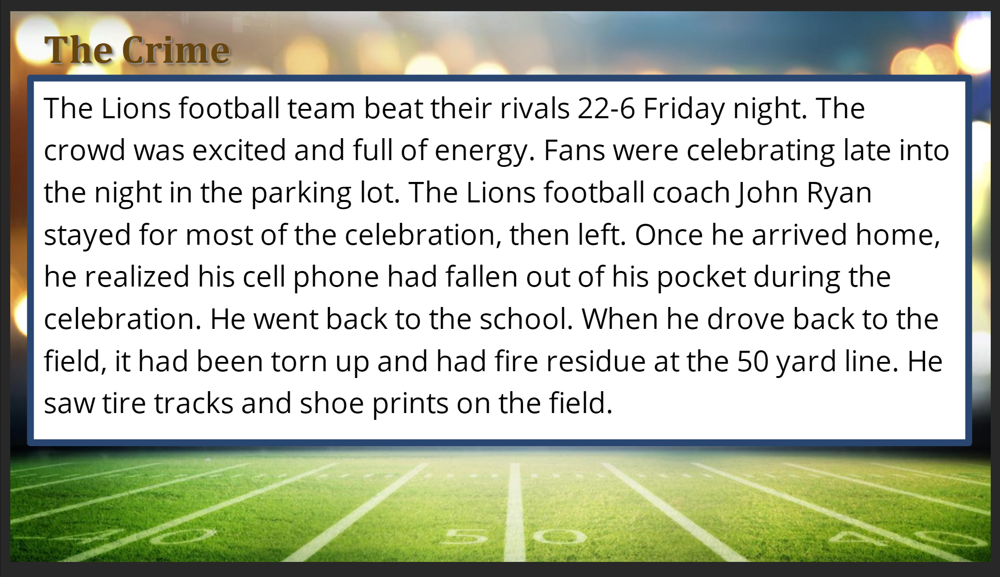 The Crime
The Lions football team beat their rivals 22-6 Friday night. The
crowd was excited and full of energy. Fans were celebrating late into
the night in the parking lot. The Lions football coach John Ryan
stayed for most of the celebration, then left. Once he arrived home,
he realized his cell phone had fallen out of his pocket during the
celebration. He went back to the school. When he drove back to the
field, it had been torn up and had fire residue at the 50 yard line. He
saw tire tracks and shoe prints on the field.
40 50 40